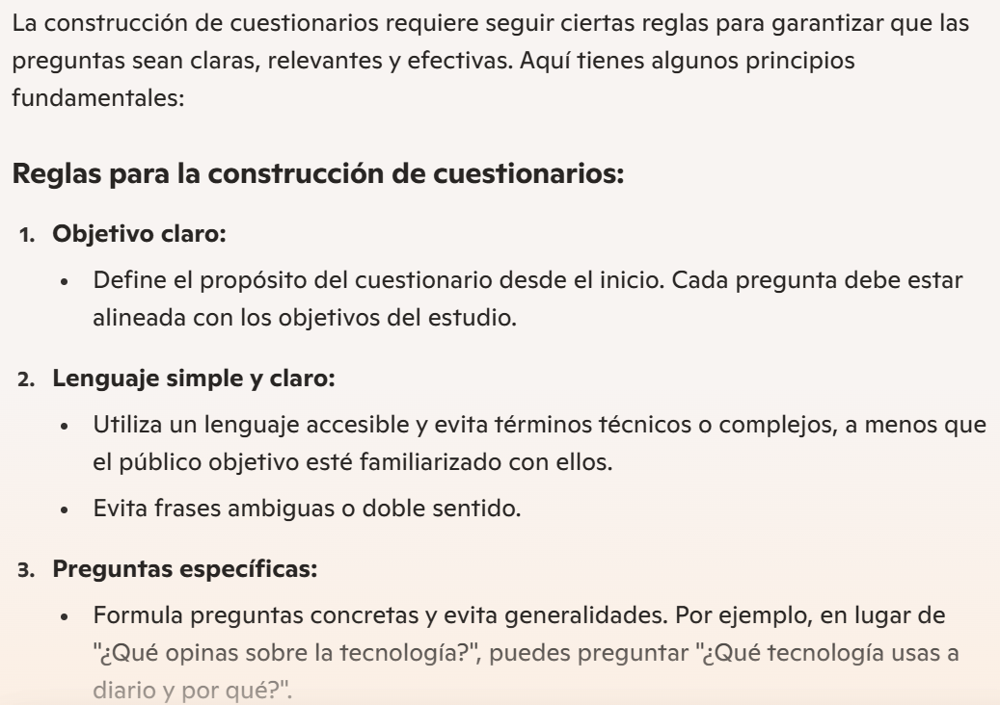 La construcción de cuestionarios requiere seguir ciertas reglas para garantizar que las
preguntas sean claras, relevantes y efectivas. Aquí tienes algunos principios
fundamentales:
Reglas para la construcción de cuestionarios:
1. Objetivo claro:
• Define el propósito del cuestionario desde el inicio. Cada pregunta debe estar
alineada con los objetivos del estudio.
2. Lenguaje simple y claro:
• Utiliza un lenguaje accesible y evita términos técnicos o complejos, a menos que
el público objetivo esté familiarizado con ellos.
• Evita frases ambiguas o doble sentido.
3. Preguntas específicas:
• Formula preguntas concretas y evita generalidades. Por ejemplo, en lugar de
"¿Qué opinas sobre la tecnología?", puedes preguntar "¿Qué tecnología usas a
diario y por qué?".